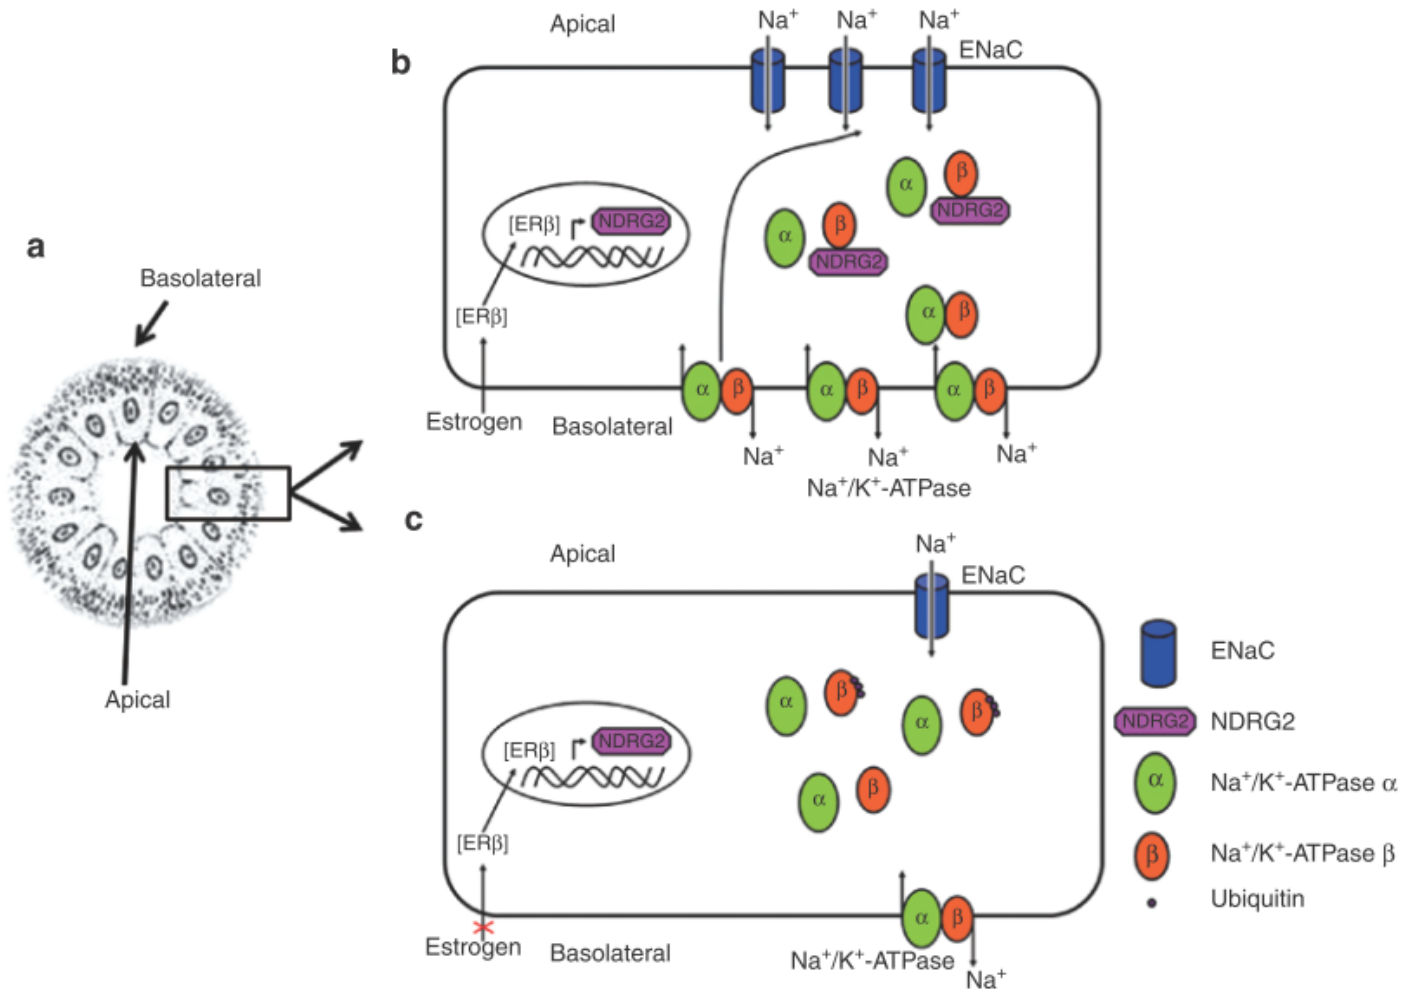 a
Basolateral
Apical
b
Apical
Na⁺ Na⁺ Na⁺
ENaC
α β
NDRG2
[ERβ] NDRG2
α β
NDRG2
[ERβ]
α β
α β α β α β
Estrogen
Basolateral
Na⁺ Na⁺ Na⁺
Na⁺/K⁺-ATPase
c
Apical
Na⁺
ENaC
α β
α β
[ERβ] NDRG2
α β
[ERβ]
α β
Estrogen
Basolateral
Na⁺/K⁺-ATPase
Na⁺
ENaC
NDRG2 NDRG2
α Na⁺/K⁺-ATPase α
β Na⁺/K⁺-ATPase β
Ubiquitin